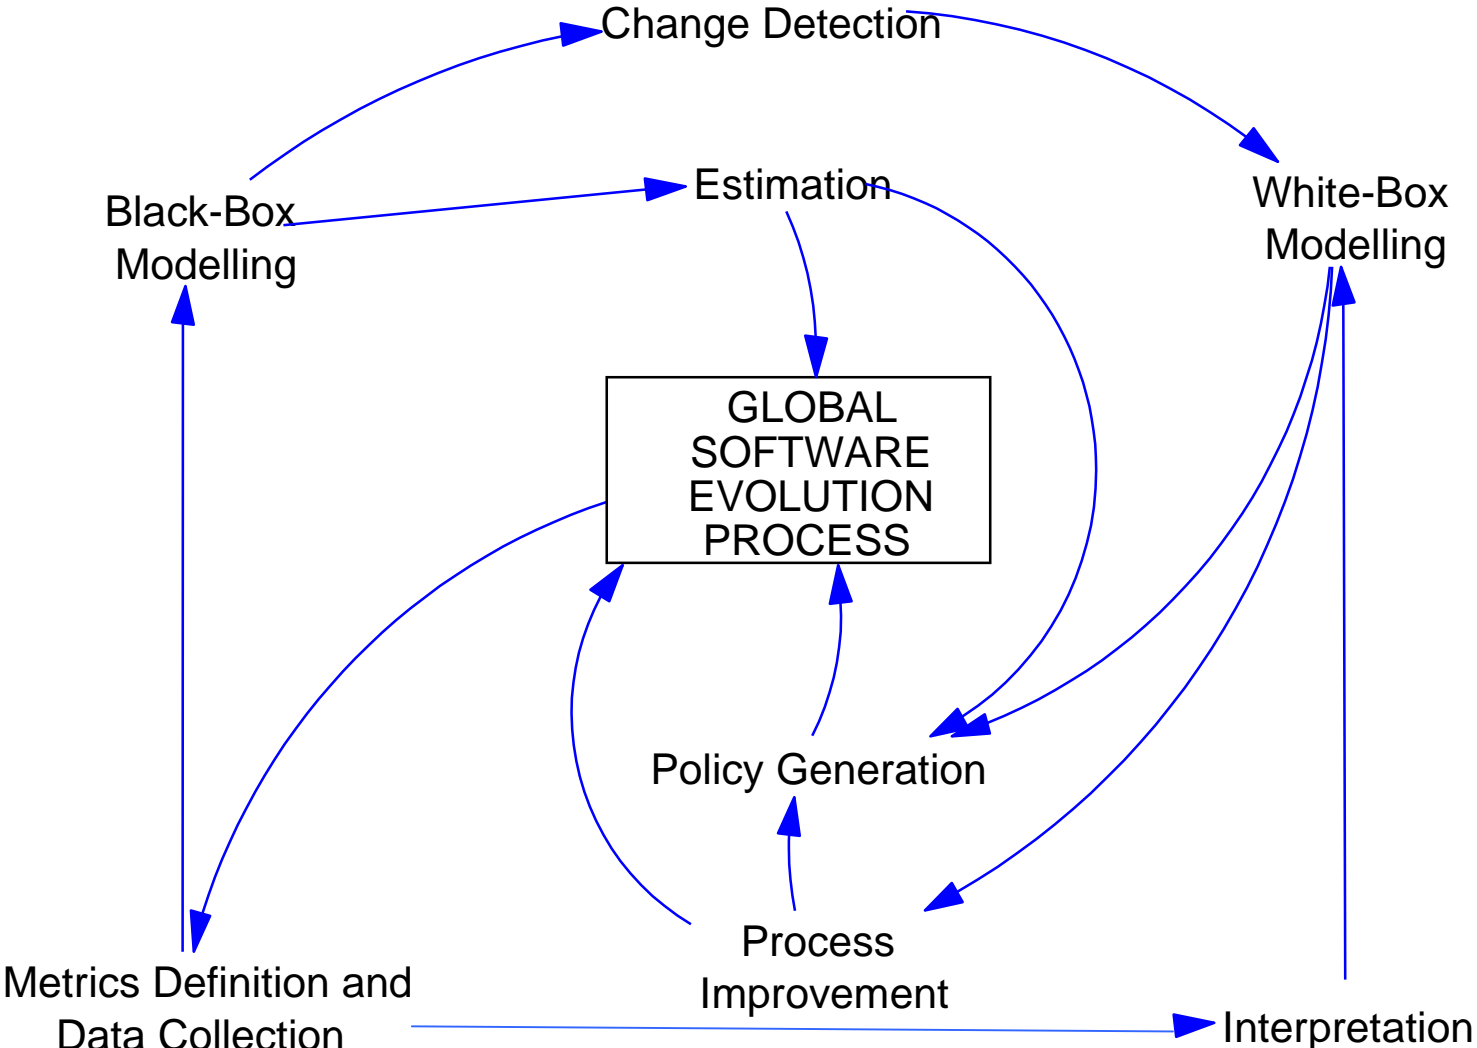 Change Detection
Estimation
Black-Box
Modelling
White-Box
Modelling
GLOBAL
SOFTWARE
EVOLUTION
PROCESS
Policy Generation
Process
Improvement
Metrics Definition and
Data Collection
Interpretation